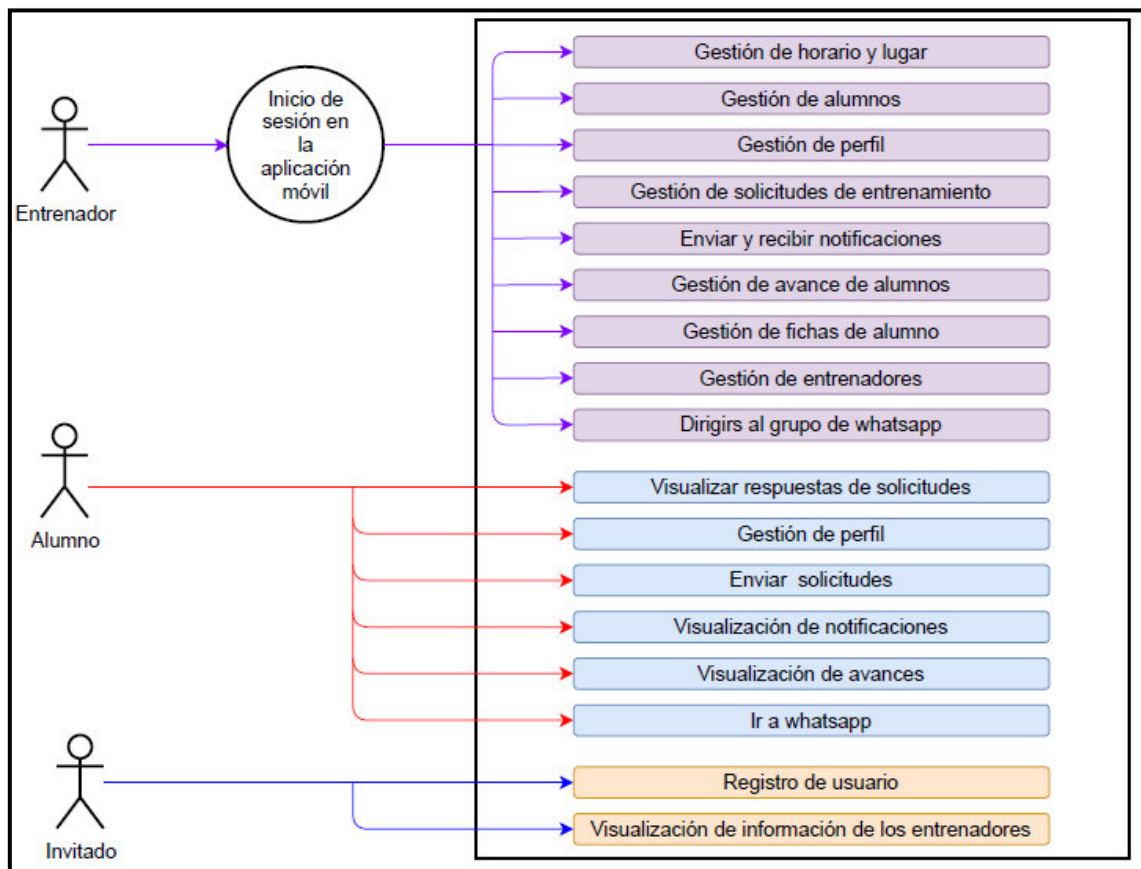 Gestión de horario y lugar
Gestión de alumnos
Gestión de perfil
Gestión de solicitudes de entrenamiento
Enviar y recibir notificaciones
Gestión de avance de alumnos
Gestión de fichas de alumno
Gestión de entrenadores
Dirigirs al grupo de whatsapp
Inicio de
sesión en
la
aplicación
móvil
Entrenador
Visualizar respuestas de solicitudes
Gestión de perfil
Enviar solicitudes
Visualización de notificaciones
Visualización de avances
Ir a whatsapp
Alumno
Registro de usuario
Visualización de información de los entrenadores
Invitado